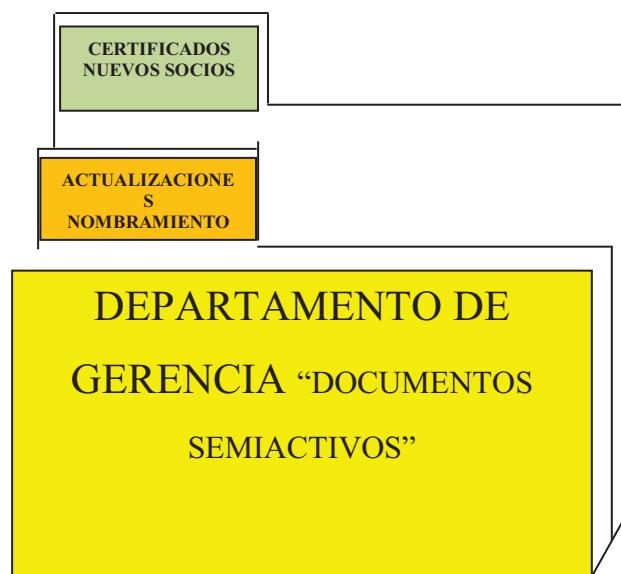 CERTIFICADOS
NUEVOS SOCIOS
ACTUALIZACIONE
S
NOMBRAMIENTO
DEPARTAMENTO DE
GERENCIA “DOCUMENTOS
SEMIACTIVOS”